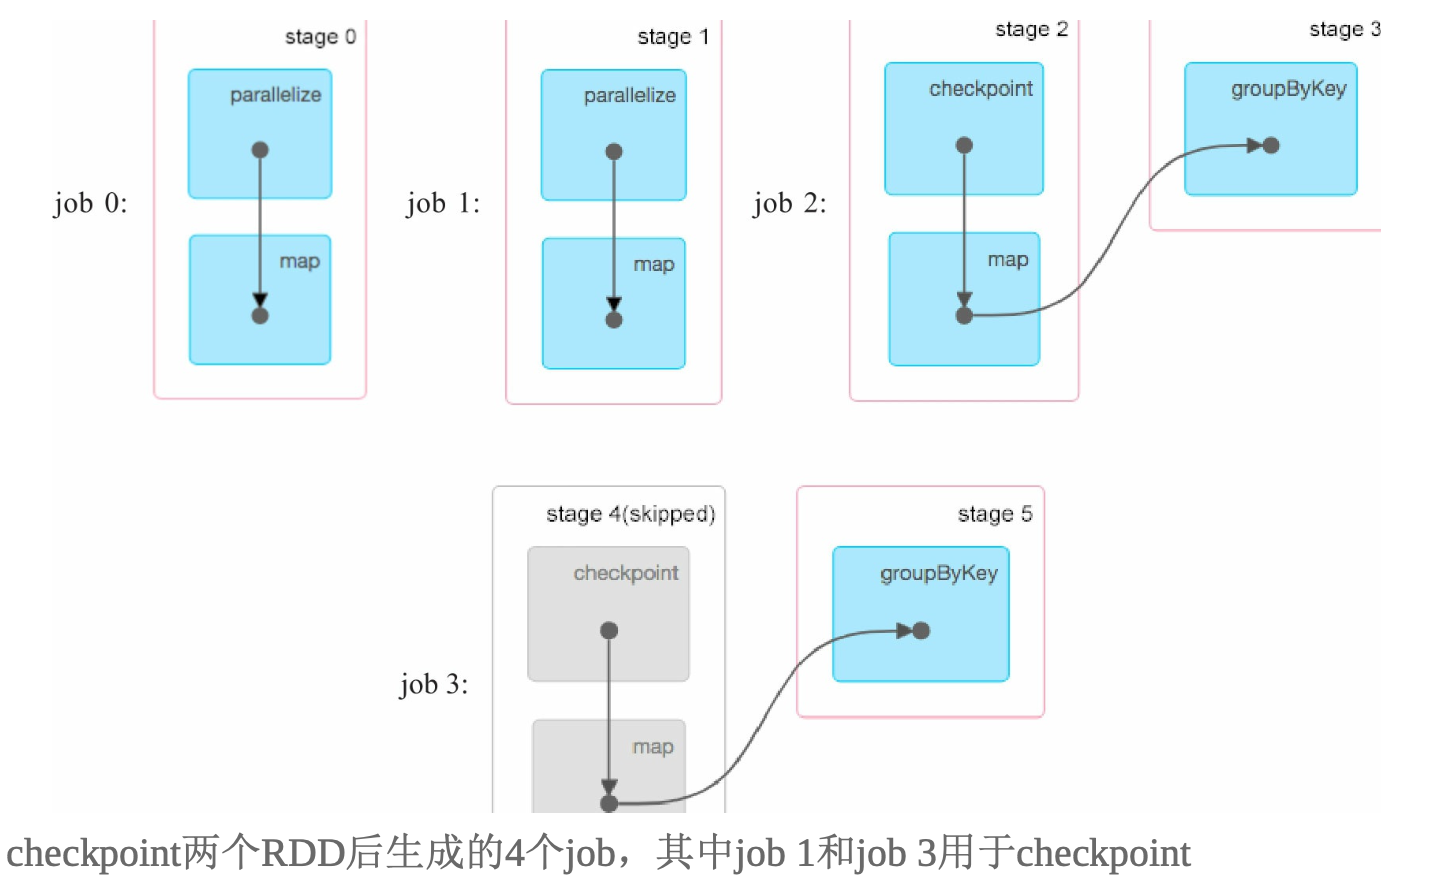 stage 0
parallelize
map
job 0:
stage 1
parallelize
map
job 1:
stage 2
checkpoint
map
job 2:
stage 3
groupByKey
stage 4(skipped)
checkpoint
map
job 3:
stage 5
groupByKey
checkpoint两个RDD后生成的4个job，其中job 1和job 3用于checkpoint